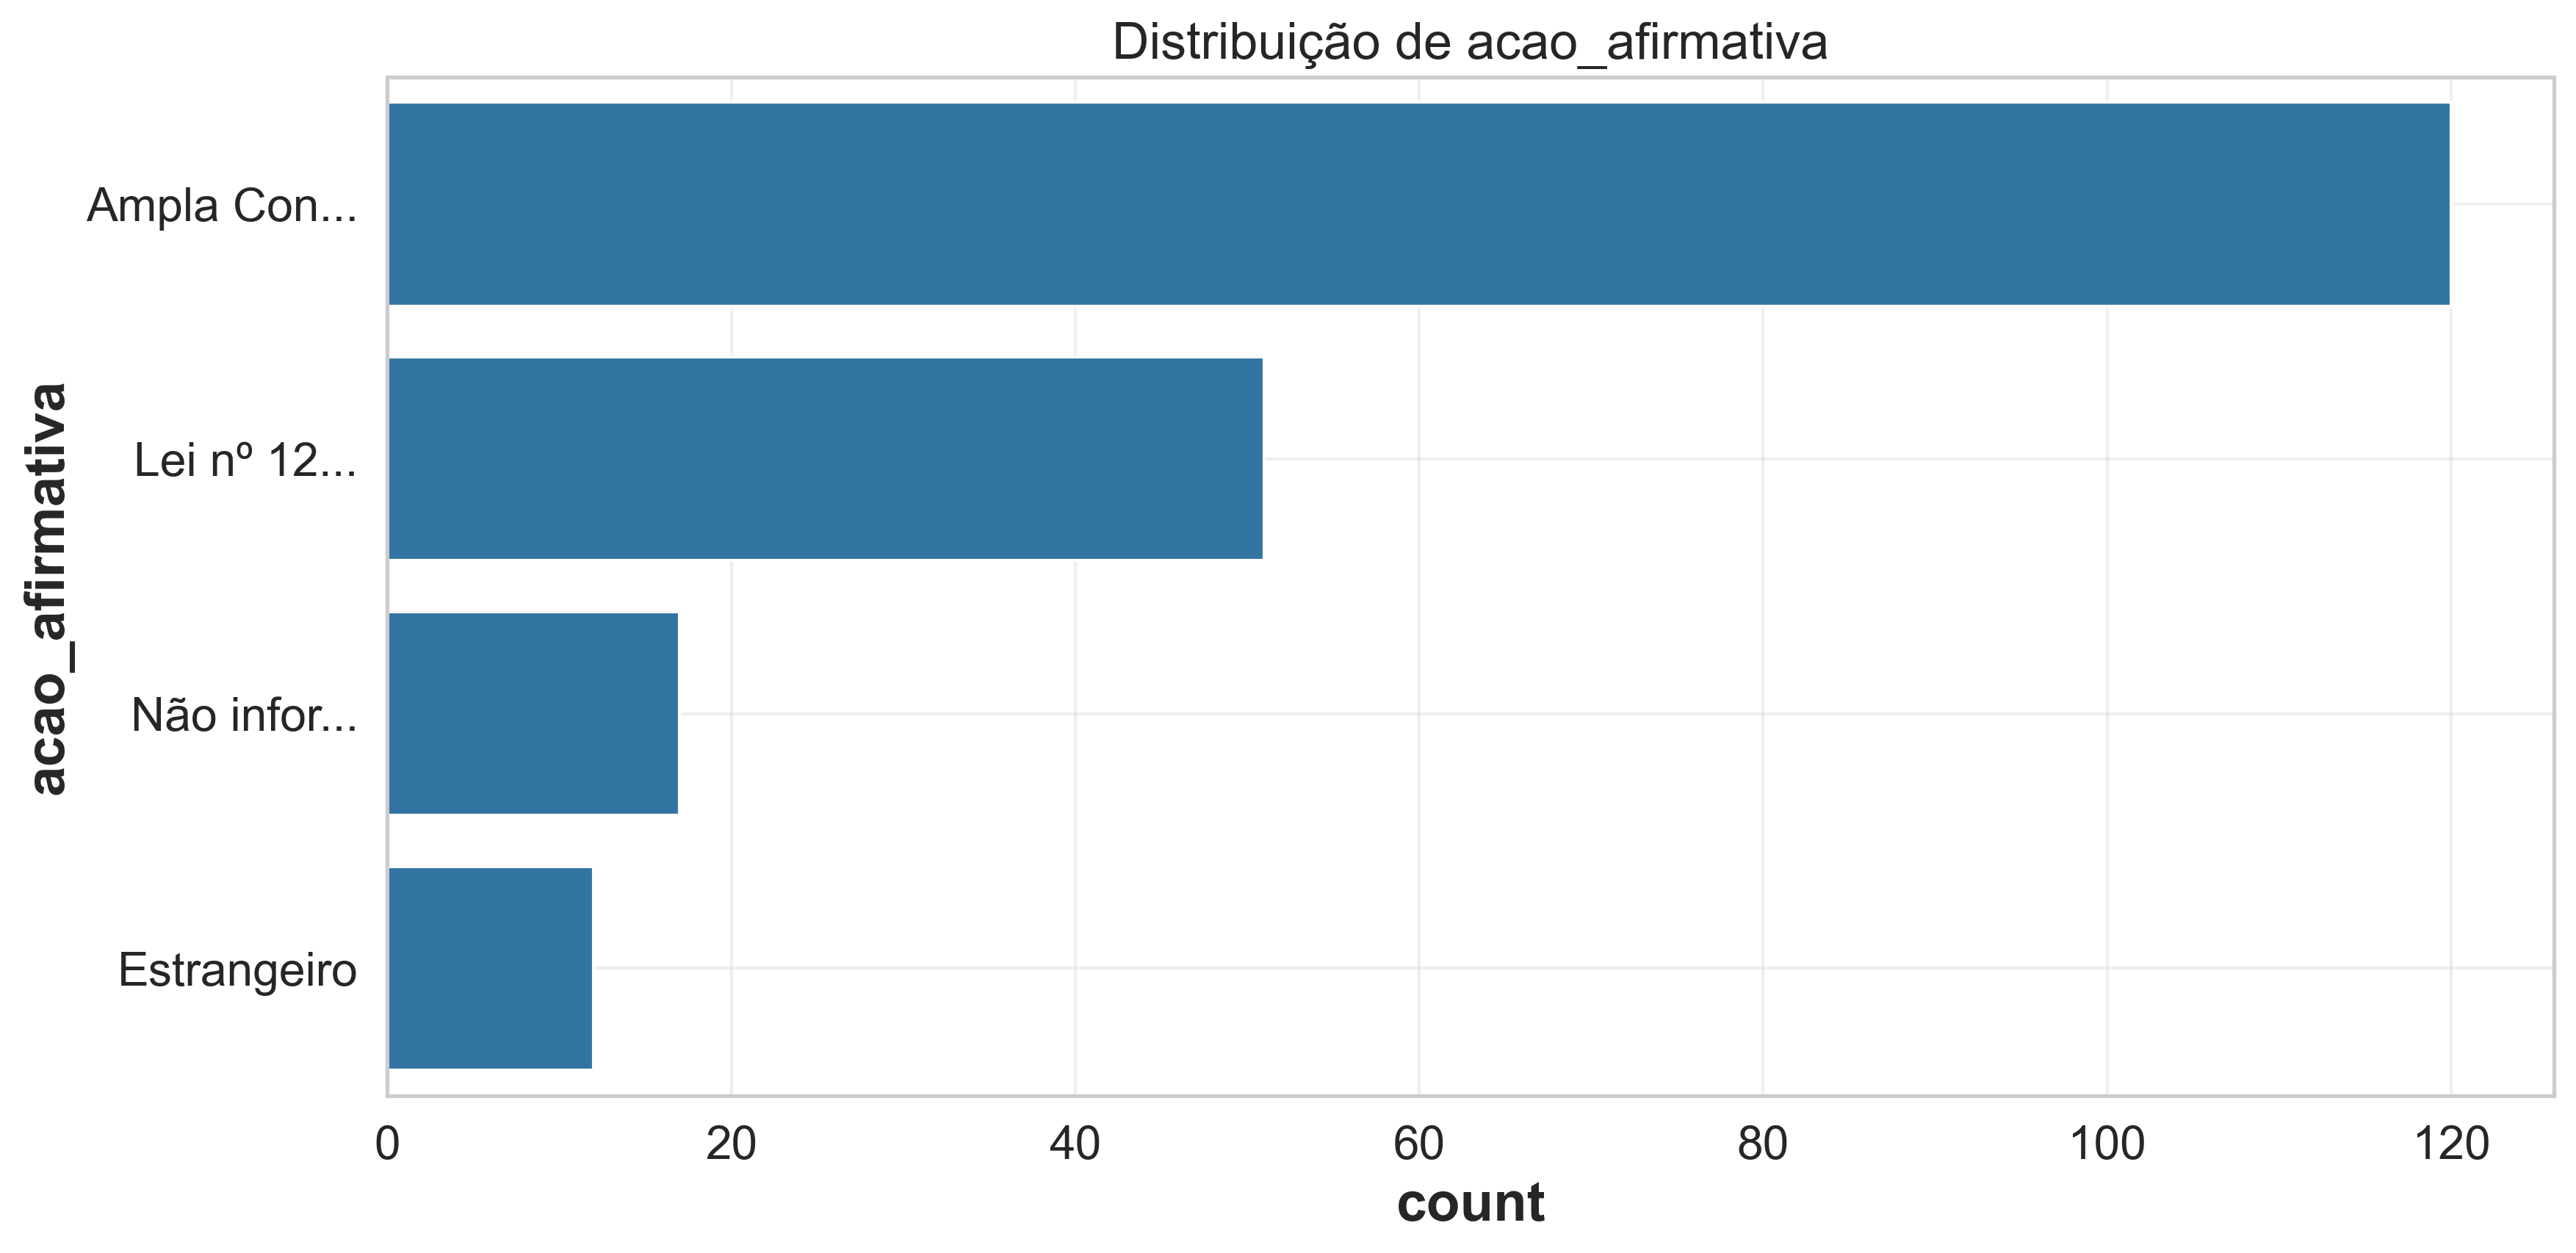 Distribuição de acao_afirmativa
acao_afirmativa
Ampla Con...
Lei nº 12...
Não infor...
Estrangeiro
0 20 40 60 80 100 120
count